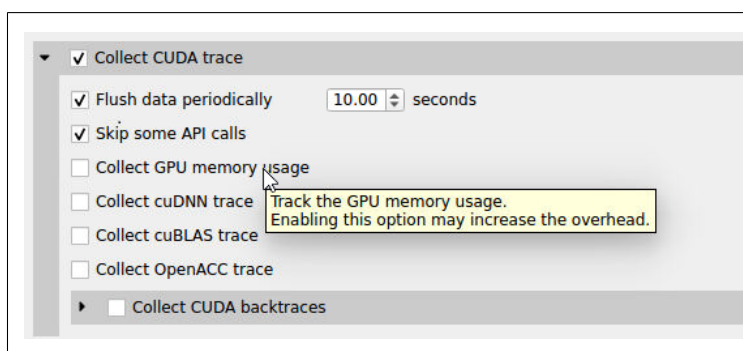 Collect CUDA trace
Flush data periodically 10.00 seconds
Skip some API calls
Collect GPU memory usage
Collect cuDNN trace
Track the GPU memory usage.
Enabling this option may increase the overhead.
Collect cuBLAS trace
Collect OpenACC trace
Collect CUDA backtraces